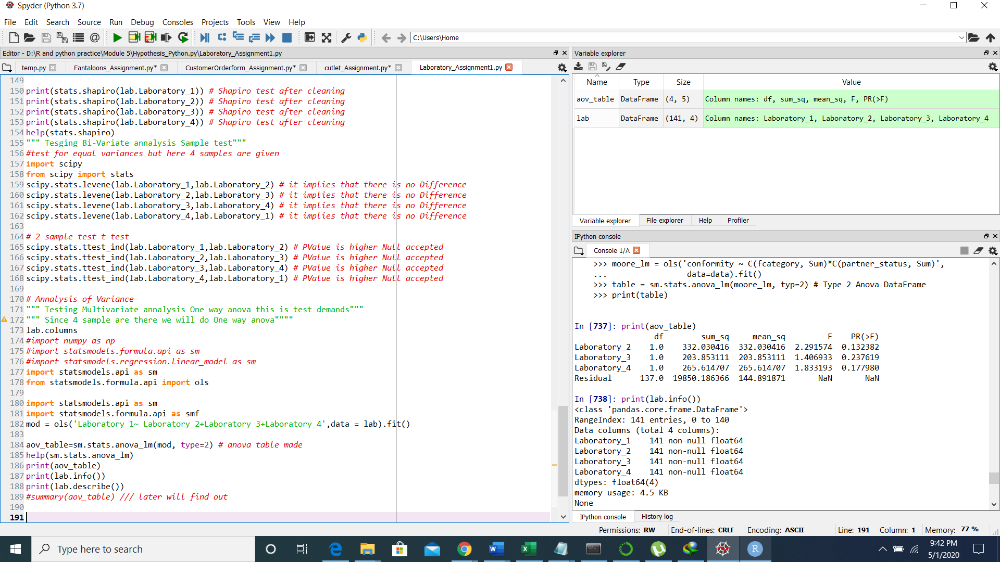 Spyder (Python 3.7)
File Edit Search Source Run Debug Consoles Projects Tools View Help
C:\Users\Home
Editor - D:\R and python practice\Module 5\Hypothesis_Python.py\Laboratory_Assignment1.py
temp.py Fantaloons_Assignment.py* CustomerOrderform_Assignment.py* cutlet_Assignment.py* Laboratory_Assignment1.py
149
150 print(stats.shapiro(lab.Laboratory_1)) # Shapiro test after cleaning
151 print(stats.shapiro(lab.Laboratory_2)) # Shapiro test after cleaning
152 print(stats.shapiro(lab.Laboratory_3)) # Shapiro test after cleaning
153 print(stats.shapiro(lab.Laboratory_4)) # Shapiro test after cleaning
154 help(stats.shapiro)
155 """ Tesging Bi-Variate annalysis Sample test"""
156 #test for equal variances but here 4 samples are given
157 import scipy
158 from scipy import stats
159 scipy.stats.levene(lab.Laboratory_1,lab.Laboratory_2) # it implies that there is no Difference
160 scipy.stats.levene(lab.Laboratory_2,lab.Laboratory_3) # it implies that there is no Difference
161 scipy.stats.levene(lab.Laboratory_3,lab.Laboratory_4) # it implies that there is no Difference
162 scipy.stats.levene(lab.Laboratory_4,lab.Laboratory_1) # it implies that there is no Difference
163
164 # 2 sample test t test
165 scipy.stats.ttest_ind(lab.Laboratory_1,lab.Laboratory_2) # PValue is higher Null accepted
166 scipy.stats.ttest_ind(lab.Laboratory_2,lab.Laboratory_3) # PValue is higher Null accepted
167 scipy.stats.ttest_ind(lab.Laboratory_3,lab.Laboratory_4) # PValue is higher Null accepted
168 scipy.stats.ttest_ind(lab.Laboratory_4,lab.Laboratory_1) # PValue is higher Null accepted
169
170 # Annalysis of Variance
171 """ Testing Multivariate annalysis One way anova this is test demands"""
172 """ Since 4 sample are there we will do One way anova""""
173 lab.columns
174 #import numpy as np
175 #import statsmodels.formula.api as sm
176 #import statsmodels.regression.linear_model as sm
177 import statsmodels.api as sm
178 from statsmodels.formula.api import ols
179
180 import statsmodels.api as sm
181 import statsmodels.formula.api as smf
182 mod = ols('Laboratory_1~ Laboratory_2+Laboratory_3+Laboratory_4',data = lab).fit()
183
184 aov_table=sm.stats.anova_lm(mod, type=2) # anova table made
185 help(sm.stats.anova_lm)
186 print(aov_table)
187 print(lab.info())
188 print(lab.describe())
189 #summary(aov_table) /// later will find out
190
191
Variable explorer
Name Type Size Value
aov_table DataFrame (4, 5) Column names: df, sum_sq, mean_sq, F, PR(>F)
lab DataFrame (141, 4) Column names: Laboratory_1, Laboratory_2, Laboratory_3, Laboratory_4
Variable explorer File explorer Help Profiler
IPython console
Console 1/A
>>> moore_lm = ols('conformity ~ C(fcategory, Sum)*C(partner_status, Sum)',
... data=data).fit()
>>> table = sm.stats.anova_lm(moore_lm, typ=2) # Type 2 Anova DataFrame
>>> print(table)
In [737]: print(aov_table)
df sum_sq mean_sq F PR(>F)
Laboratory_2 1.0 332.030416 332.030416 2.291574 0.132382
Laboratory_3 1.0 203.853111 203.853111 1.406933 0.237619
Laboratory_4 1.0 265.614707 265.614707 1.833193 0.177980
Residual 137.0 19850.186366 144.891871 NaN NaN
In [738]: print(lab.info())
<class 'pandas.core.frame.DataFrame'>
RangeIndex: 141 entries, 0 to 140
Data columns (total 4 columns):
Laboratory_1 141 non-null float64
Laboratory_2 141 non-null float64
Laboratory_3 141 non-null float64
Laboratory_4 141 non-null float64
dtypes: float64(4)
memory usage: 4.5 KB
None
IPython console History log
Permissions: RW End-of-lines: CRLF Encoding: ASCII Line: 191 Column: 1 Memory: 77 %
Type here to search
9:42 PM
5/1/2020